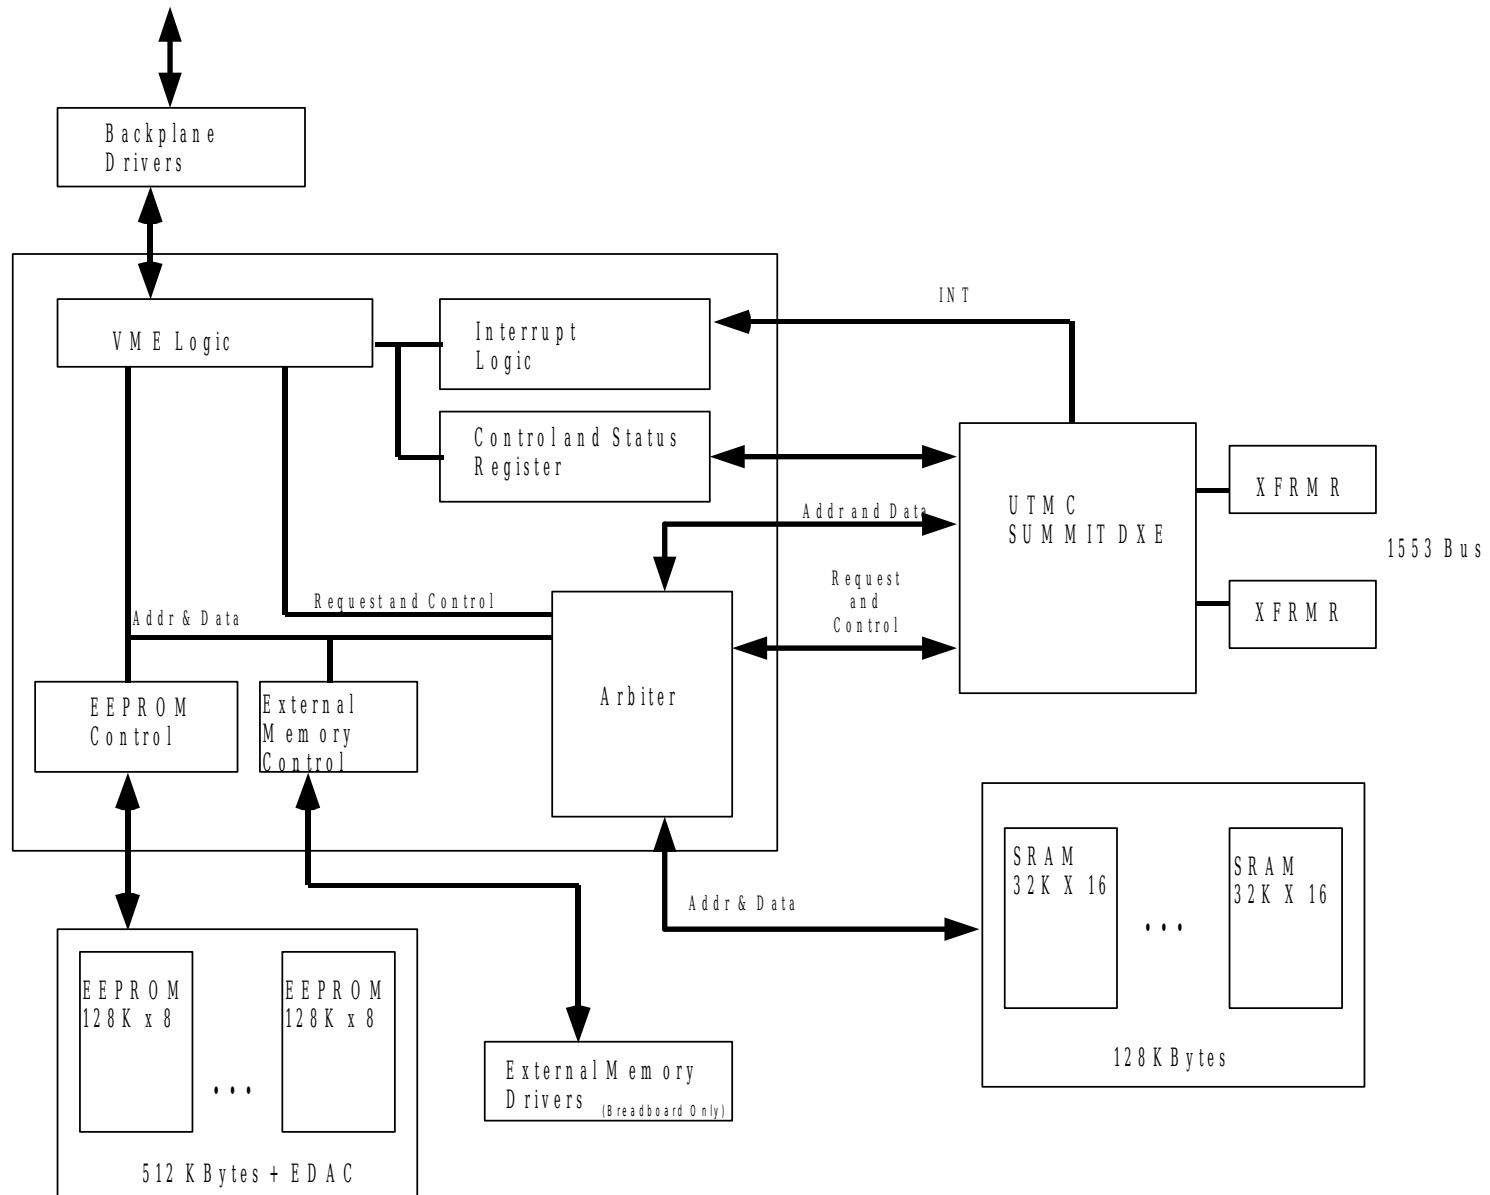 Backplane
Drivers
INT
VME Logic
Interrupt
Logic
Control and Status
Register
UTMC
SUMMIT DXE
XFRMR
1553 Bus
XFRMR
Addr and Data
Request
and
Control
Request and Control
Addr & Data
EEPROM
Control
External
Memory
Control
Arbiter
SRAM
32K X 16
...
SRAM
32K X 16
128KBytes
Addr & Data
EEPROM
128K x 8
...
EEPROM
128K x 8
512 KBytes + EDAC
External Memory
Drivers (Breadboard Only)